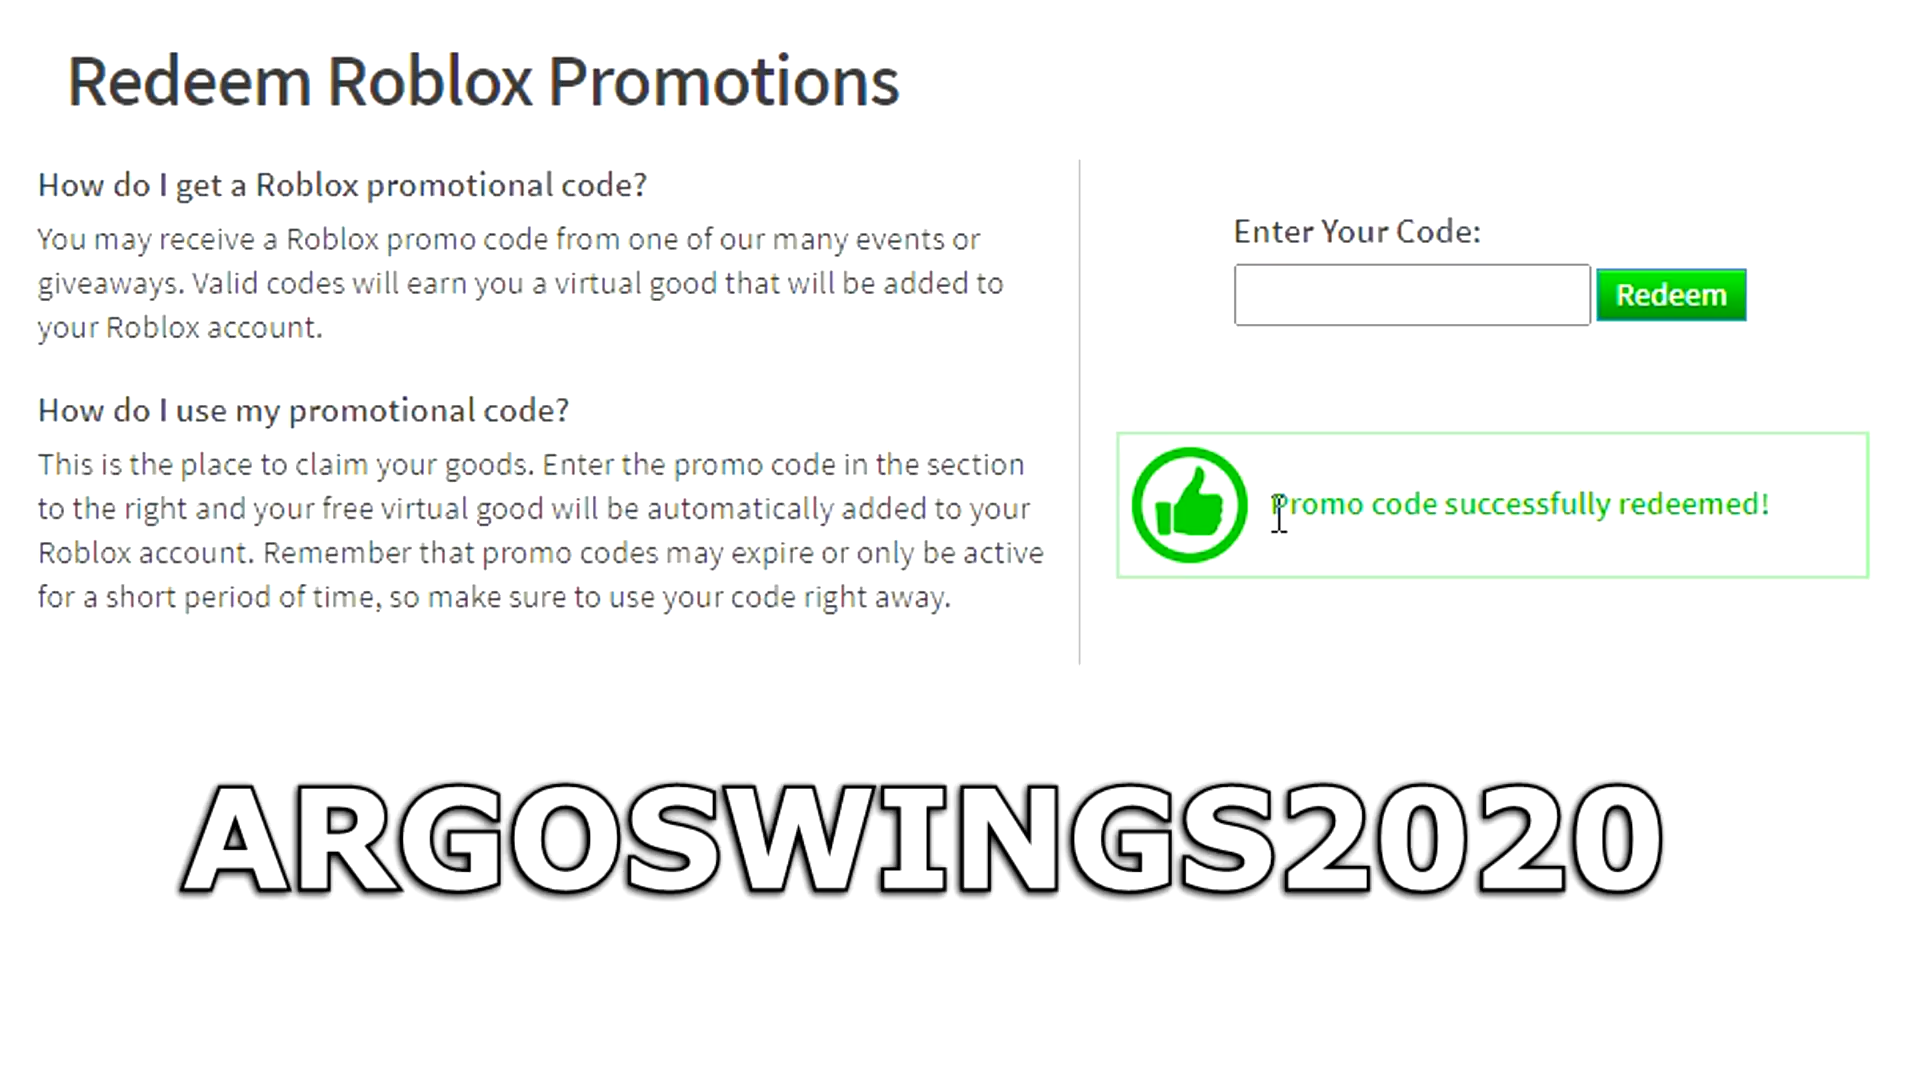 Redeem Roblox Promotions
How do I get a Roblox promotional code?
You may receive a Roblox promo code from one of our many events or
giveaways. Valid codes will earn you a virtual good that will be added to
your Roblox account.
How do I use my promotional code?
This is the place to claim your goods. Enter the promo code in the section
to the right and your free virtual good will be automatically added to your
Roblox account. Remember that promo codes may expire or only be active
for a short period of time, so make sure to use your code right away.
Enter Your Code:
Redeem
Promo code successfully redeemed!
ARGOSWINGS2020